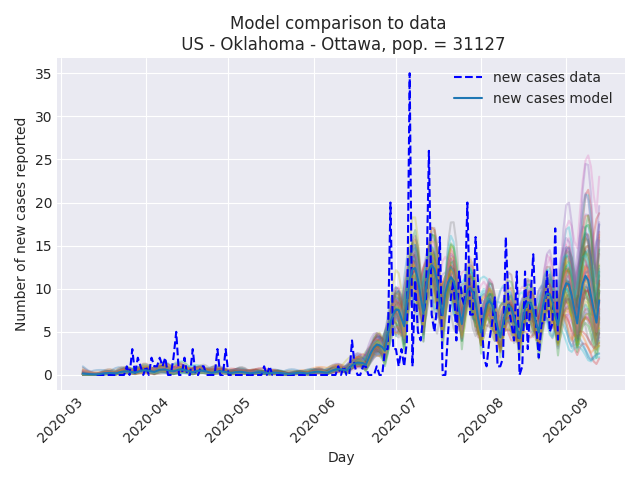 Model comparison to data
US - Oklahoma - Ottawa, pop. = 31127
new cases data
new cases model
Number of new cases reported
35
30
25
20
15
10
5
0
2020-03
2020-04
2020-05
2020-06
2020-07
2020-08
2020-09
Day